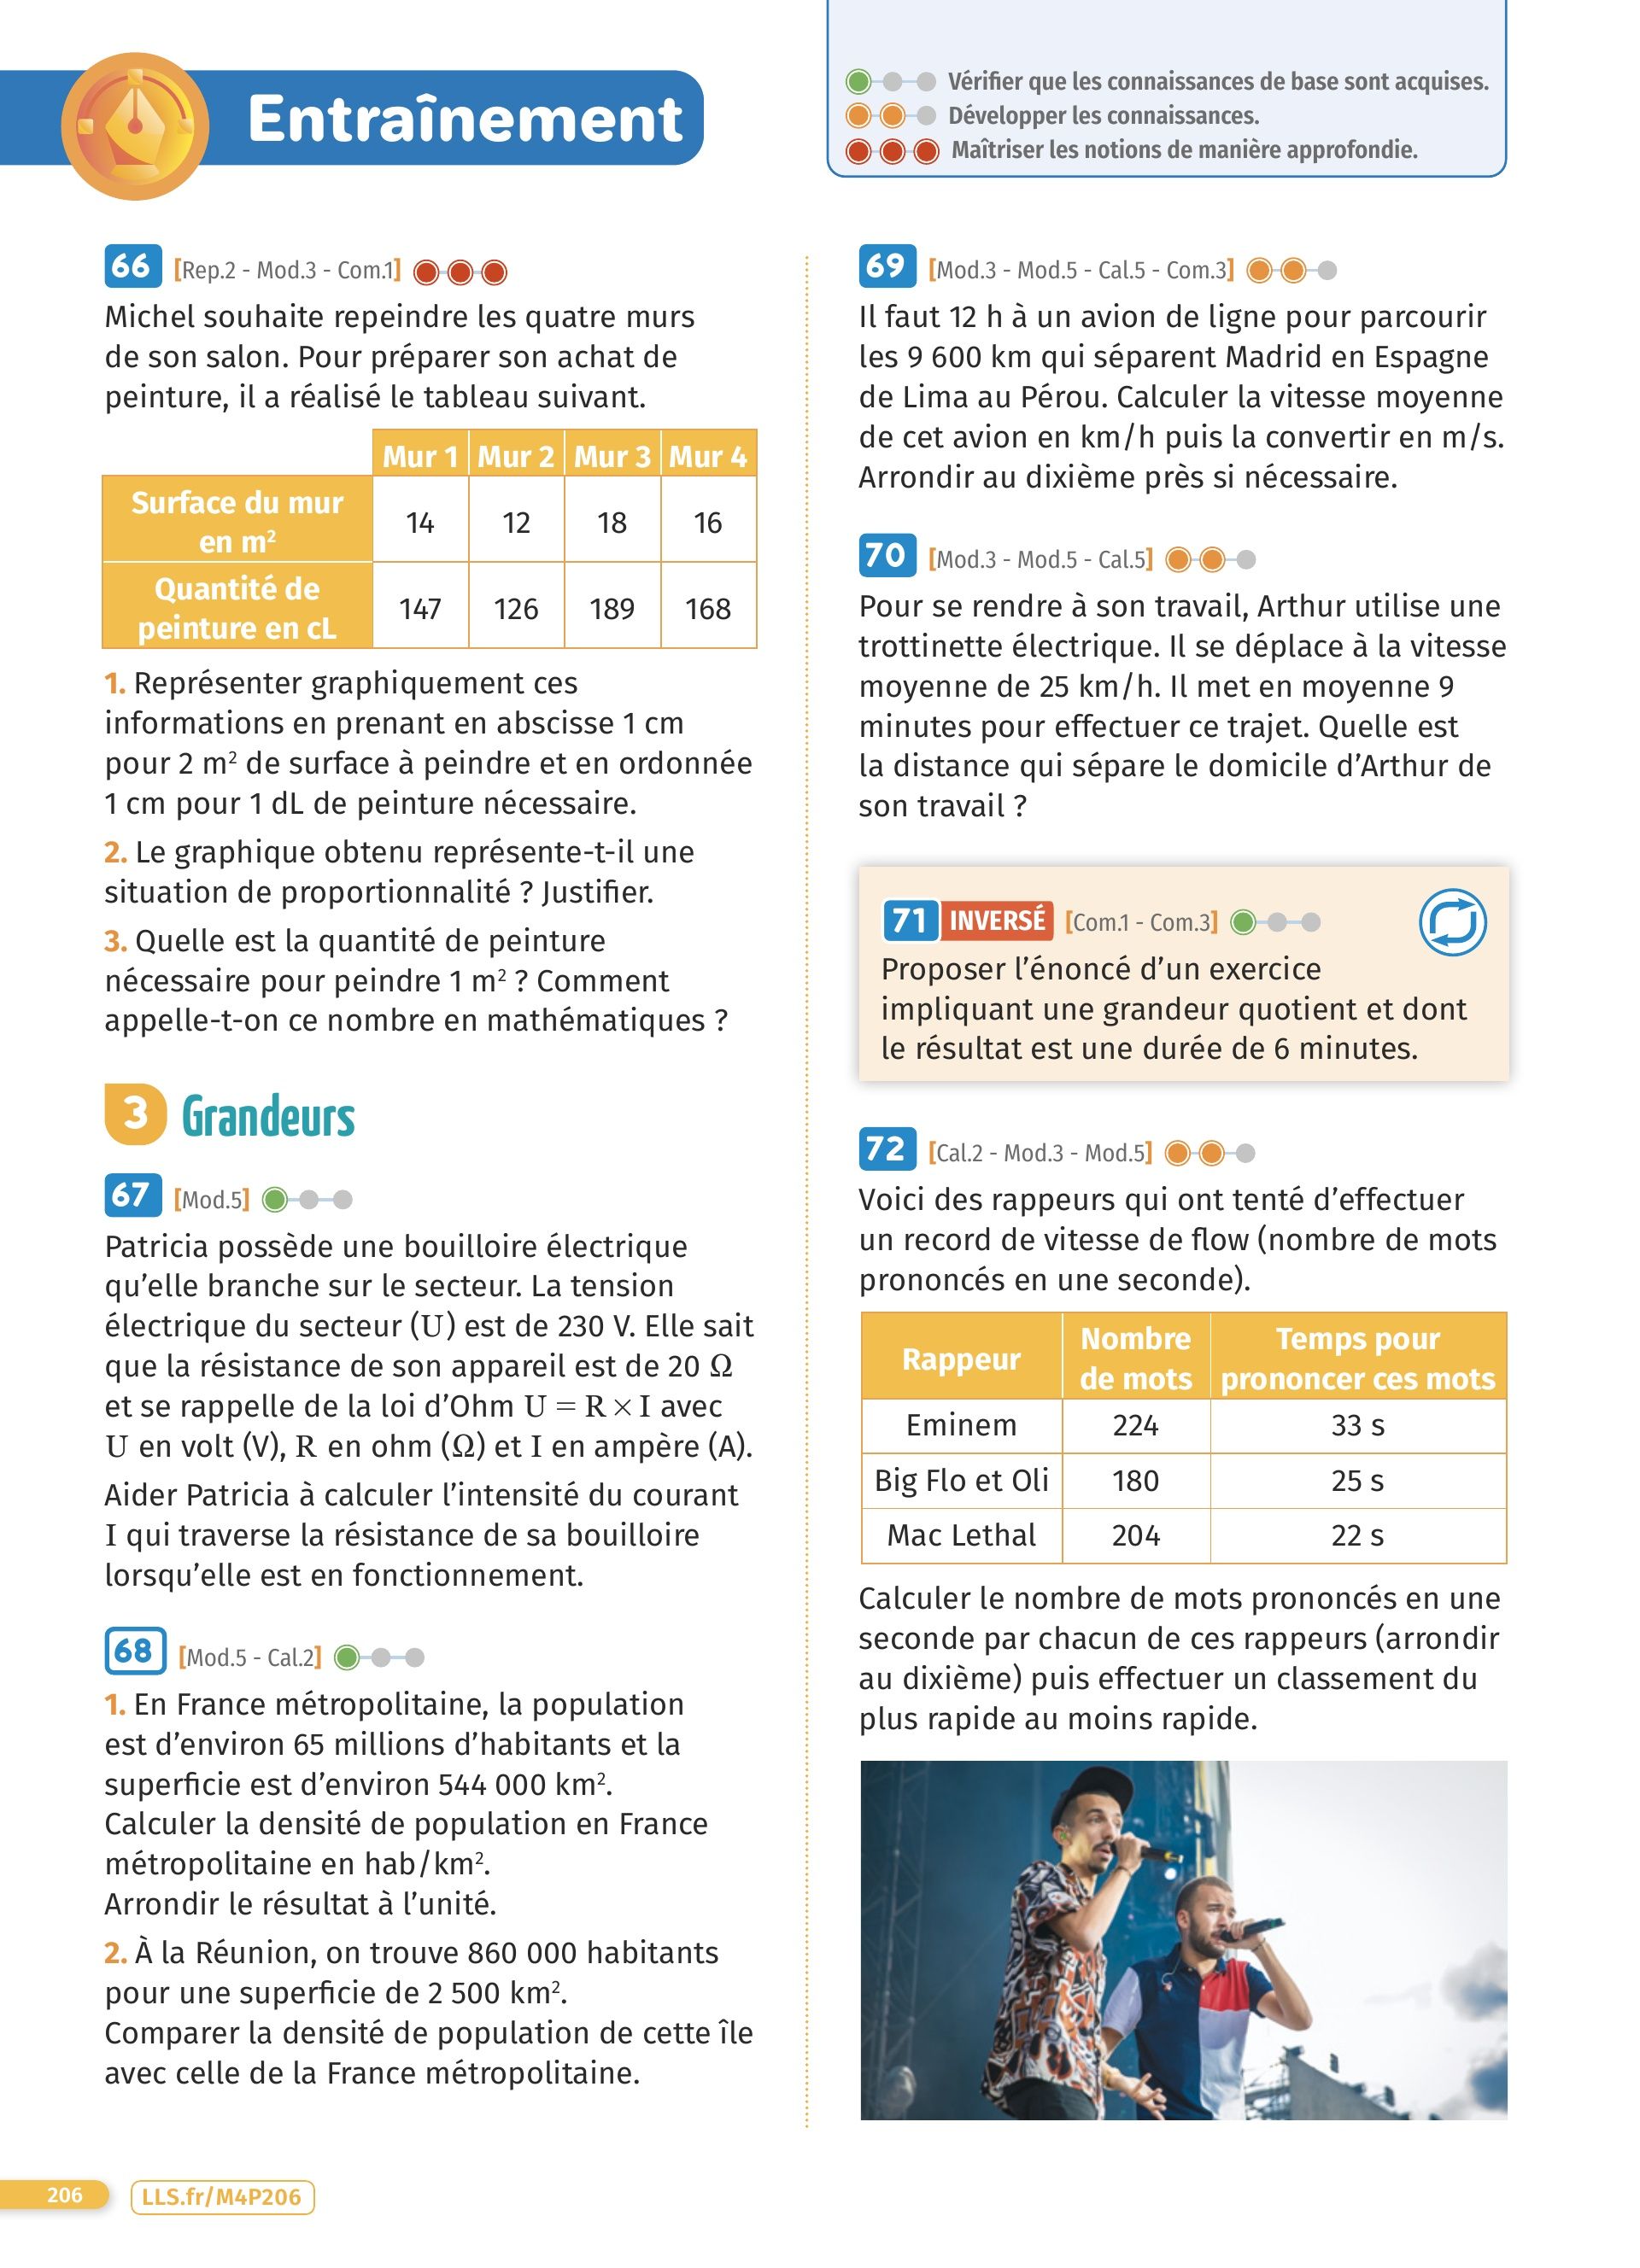 Entraînement
Vérifier que les connaissances de base sont acquises.
Développer les connaissances.
Maîtriser les notions de manière approfondie.
66 [Rep.2 - Mod.3 - Com.1]
Michel souhaite repeindre les quatre murs
de son salon. Pour préparer son achat de
peinture, il a réalisé le tableau suivant.
Mur 1 Mur 2 Mur 3 Mur 4
Surface du mur
en m²
14 12 18 16
Quantité de
peinture en cL
147 126 189 168
1. Représenter graphiquement ces
informations en prenant en abscisse 1 cm
pour 2 m² de surface à peindre et en ordonnée
1 cm pour 1 dL de peinture nécessaire.
2. Le graphique obtenu représente-t-il une
situation de proportionnalité ? Justifier.
3. Quelle est la quantité de peinture
nécessaire pour peindre 1 m² ? Comment
appelle-t-on ce nombre en mathématiques ?
3 Grandeurs
67 [Mod.5]
Patricia possède une bouilloire électrique
qu'elle branche sur le secteur. La tension
électrique du secteur (U) est de 230 V. Elle sait
que la résistance de son appareil est de 20 Ω
et se rappelle de la loi d'Ohm U = R × I avec
U en volt (V), R en ohm (Ω) et I en ampère (A).
Aider Patricia à calculer l'intensité du courant
I qui traverse la résistance de sa bouilloire
lorsqu'elle est en fonctionnement.
68 [Mod.5 - Cal.2]
1. En France métropolitaine, la population
est d'environ 65 millions d'habitants et la
superficie est d'environ 544 000 km².
Calculer la densité de population en France
métropolitaine en hab/km².
Arrondir le résultat à l'unité.
2. À la Réunion, on trouve 860 000 habitants
pour une superficie de 2 500 km².
Comparer la densité de population de cette île
avec celle de la France métropolitaine.
69 [Mod.3 - Mod.5 - Cal.5 - Com.3]
Il faut 12 h à un avion de ligne pour parcourir
les 9 600 km qui séparent Madrid en Espagne
de Lima au Pérou. Calculer la vitesse moyenne
de cet avion en km/h puis la convertir en m/s.
Arrondir au dixième près si nécessaire.
70 [Mod.3 - Mod.5 - Cal.5]
Pour se rendre à son travail, Arthur utilise une
trottinette électrique. Il se déplace à la vitesse
moyenne de 25 km/h. Il met en moyenne 9
minutes pour effectuer ce trajet. Quelle est
la distance qui sépare le domicile d'Arthur de
son travail ?
71 INVERSÉ [Com.1 - Com.3]
Proposer l'énoncé d'un exercice
impliquant une grandeur quotient et dont
le résultat est une durée de 6 minutes.
72 [Cal.2 - Mod.3 - Mod.5]
Voici des rappeurs qui ont tenté d'effectuer
un record de vitesse de flow (nombre de mots
prononcés en une seconde).
Rappeur
Nombre
de mots
Temps pour
prononcer ces mots
Eminem 224 33 s
Big Flo et Oli 180 25 s
Mac Lethal 204 22 s
Calculer le nombre de mots prononcés en une
seconde par chacun de ces rappeurs (arrondir
au dixième) puis effectuer un classement du
plus rapide au moins rapide.
206
LLS.fr/M4P206